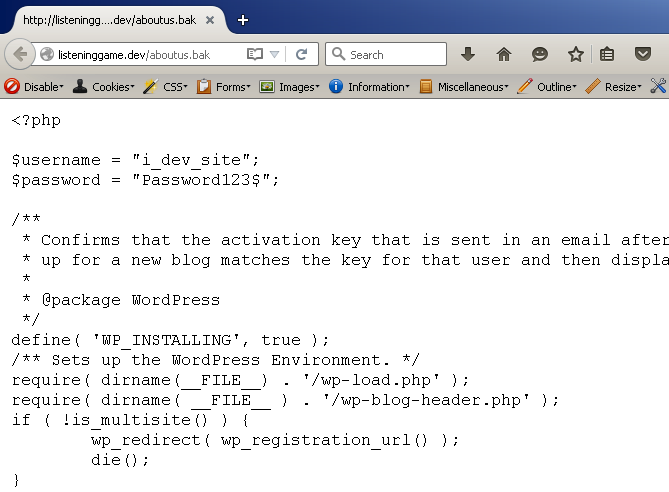 http://listeningg....dev/aboutus.bak
listeninggame.dev/aboutus.bak
Search
Disable Cookies CSS Forms Images Information Miscellaneous Outline Resize
<?php
$username = "i_dev_site";
$password = "Password123$";
/**
* Confirms that the activation key that is sent in an email after
* up for a new blog matches the key for that user and then displa
*
* @package WordPress
*/
define( 'WP_INSTALLING', true );
/** Sets up the WordPress Environment. */
require( dirname(__FILE__) . '/wp-load.php' );
require( dirname( __FILE__ ) . '/wp-blog-header.php' );
if ( !is_multisite() ) {
wp_redirect( wp_registration_url() );
die();
}